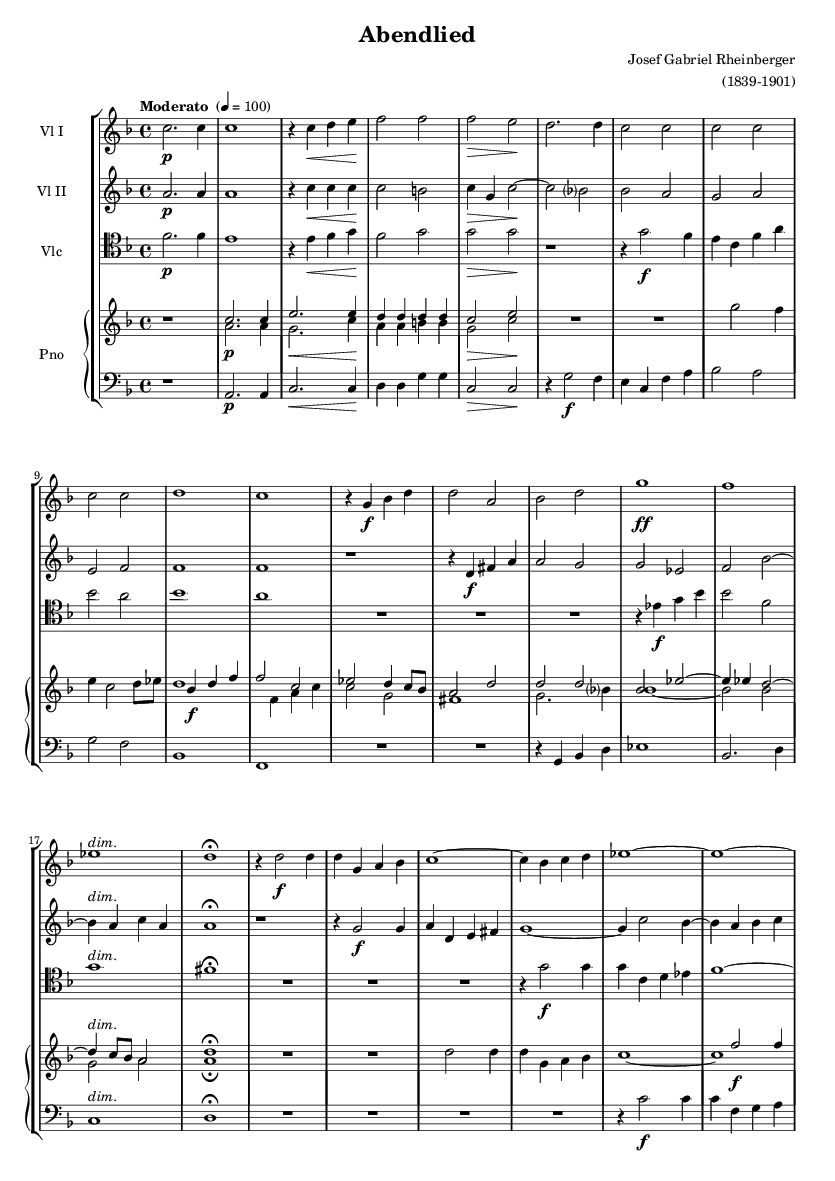 Abendlied
Josef Gabriel Rheinberger
(1839-1901)
Moderato (♩ = 100)
Vl I
p
Vl II
p
Vlc
p
f
Pno
p
p
f
9
f
ff
f
f
f
17
dim.
f
dim.
f
dim.
f
dim.
f
dim.
f